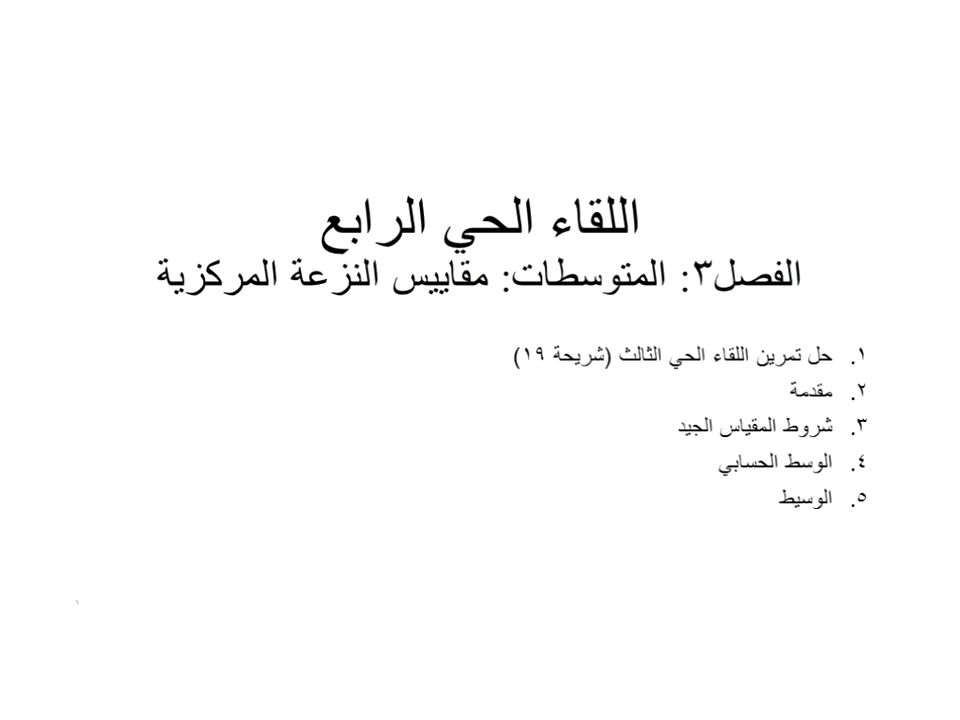 اللقاء الحي الرابع
الفصل٣: المتوسطات: مقاييس النزعة المركزية
١. حل تمرين اللقاء الحي الثالث (شريحة ١٩)
٢. مقدمة
٣. شروط المقياس الجيد
٤. الوسط الحسابي
٥. الوسيط
١